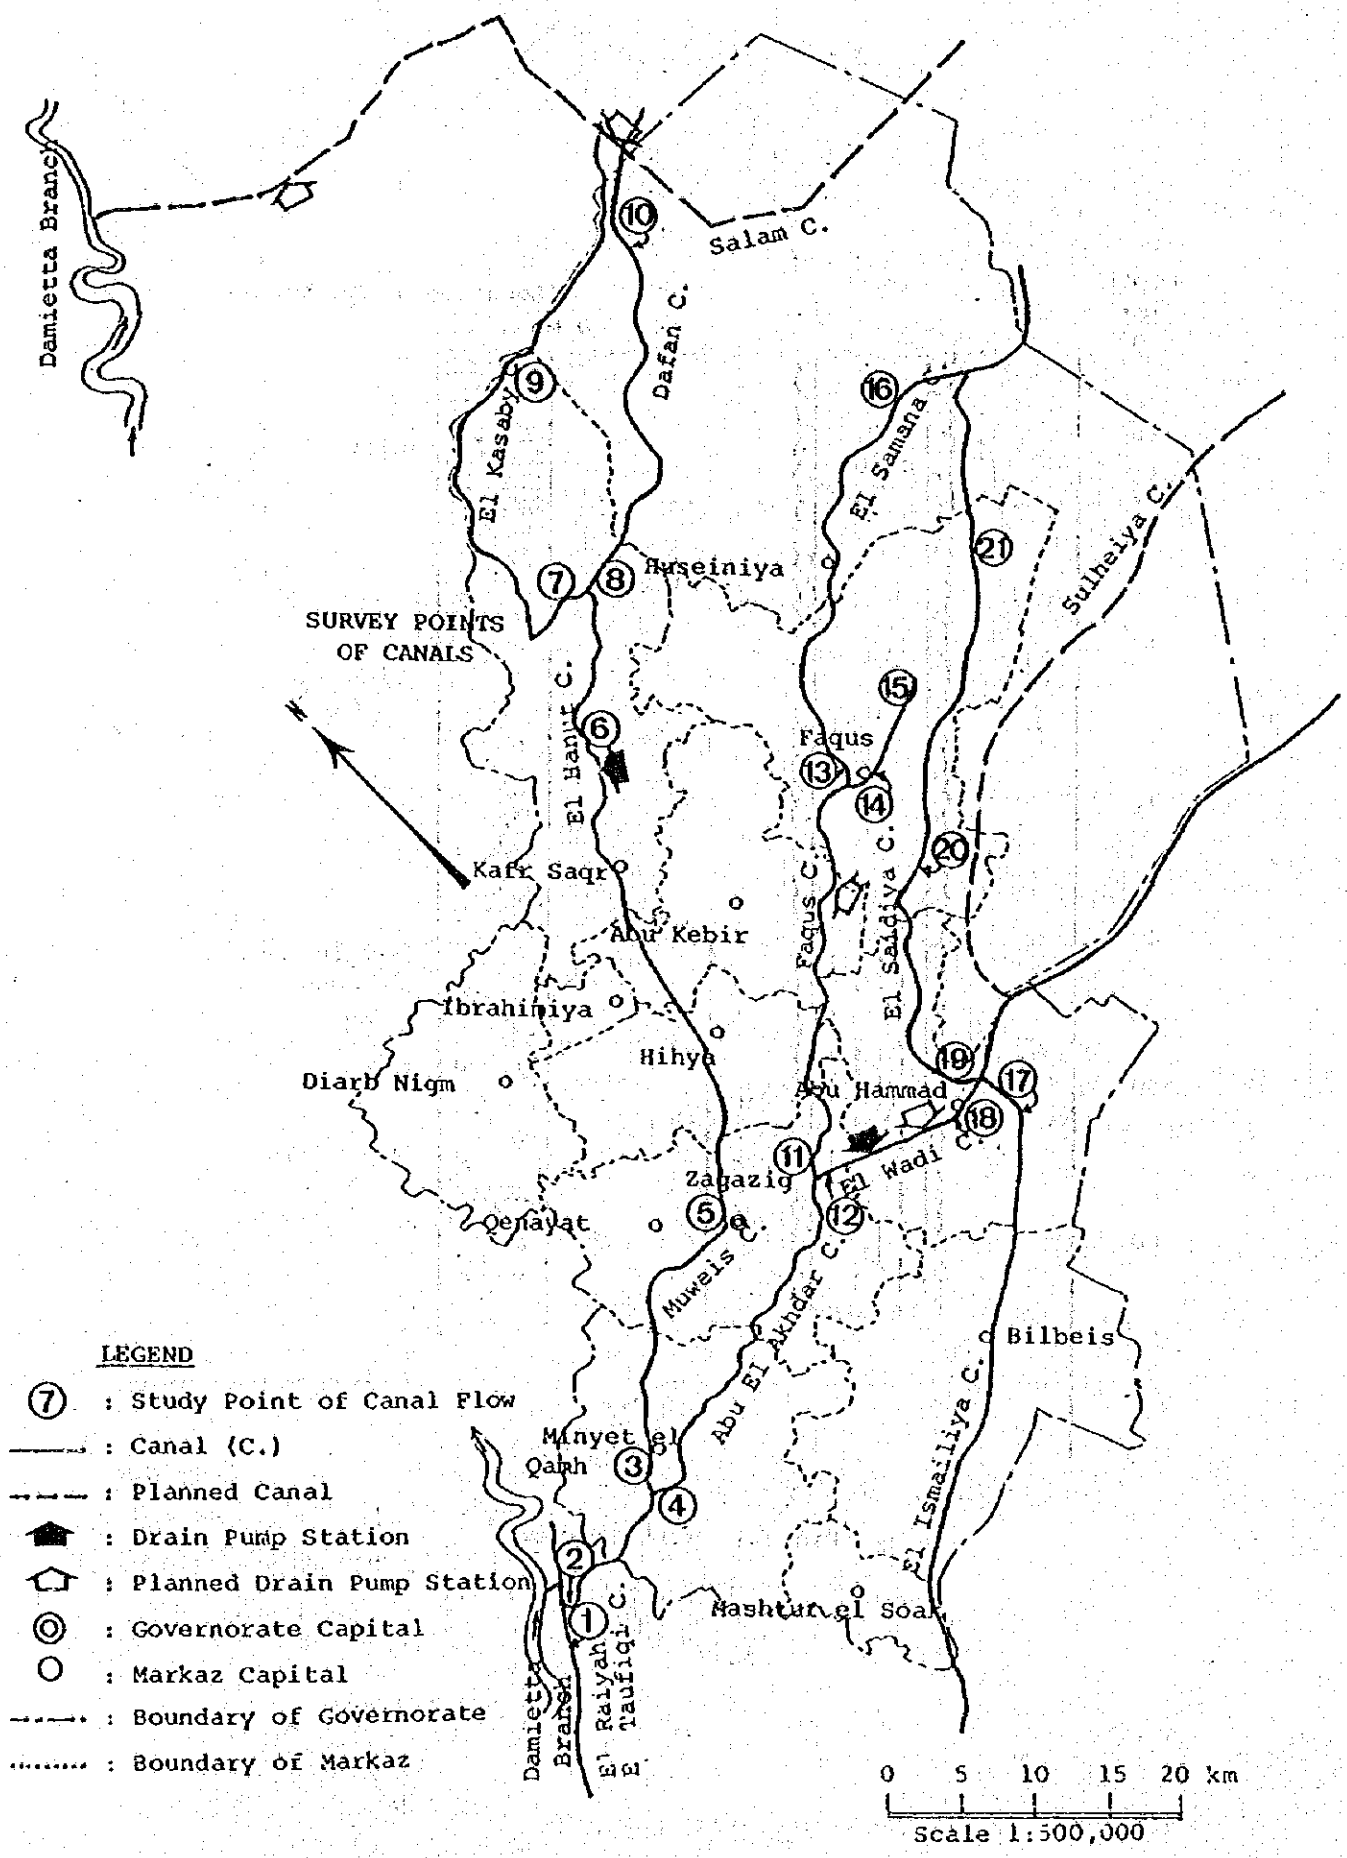 Damietta Branch
10
Salam C.
Dafan C.
9
16
El Kasaby
El Samana C.
Sulheiya C.
21
7
8
Huseiniya
SURVEY POINTS
OF CANALS
N
El Hanut C.
6
15
Faqus
13
14
20
Kafr Saqr
Faqus C.
El Saidiya C.
Abu Kebir
Ibrahimiya
Hihya
19
17
Diarb Nigm
Abu Hammad
18
11
El Wadi C.
Zagazig
Qenayat
5
12
Muweis C.
Abu El Akhdar C.
Bilbeis
El Ismailiya C.
Minyet el
Qamh
3
4
2
1
Mashtul el Soak
Damietta
Branch
El Raiyah
E Taufiqi C.
LEGEND
7 : Study Point of Canal Flow
: Canal (C.)
: Planned Canal
: Drain Pump Station
: Planned Drain Pump Station
: Governorate Capital
: Markaz Capital
: Boundary of Governorate
: Boundary of Markaz
0 5 10 15 20 km
Scale 1:500,000